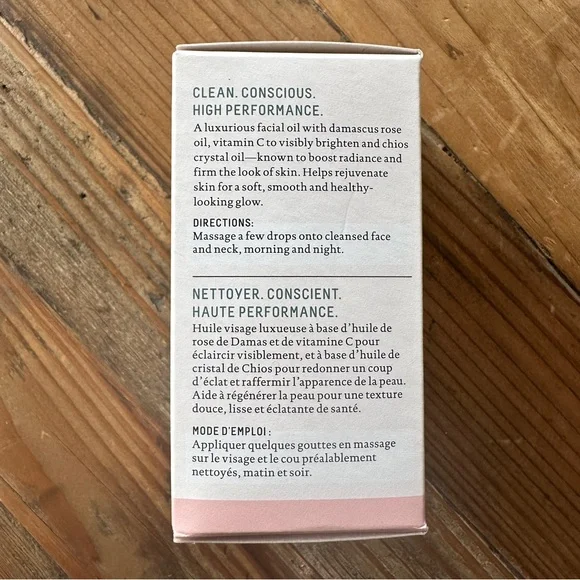 CLEAN. CONSCIOUS.
HIGH PERFORMANCE.
A luxurious facial oil with damascus rose
oil, vitamin C to visibly brighten and chios
crystal oil—known to boost radiance and
firm the look of skin. Helps rejuvenate
skin for a soft, smooth and healthy-
looking glow.
DIRECTIONS:
Massage a few drops onto cleansed face
and neck, morning and night.
NETTOYER. CONSCIENT.
HAUTE PERFORMANCE.
Huile visage luxueuse à base d'huile de
rose de Damas et de vitamine C pour
éclaircir visiblement, et à base d'huile de
cristal de Chios pour redonner un coup
d'éclat et raffermir l'apparence de la peau.
Aide à régénérer la peau pour une texture
douce, lisse et éclatante de santé.
MODE D'EMPLOI :
Appliquer quelques gouttes en massage
sur le visage et le cou préalablement
nettoyés, matin et soir.